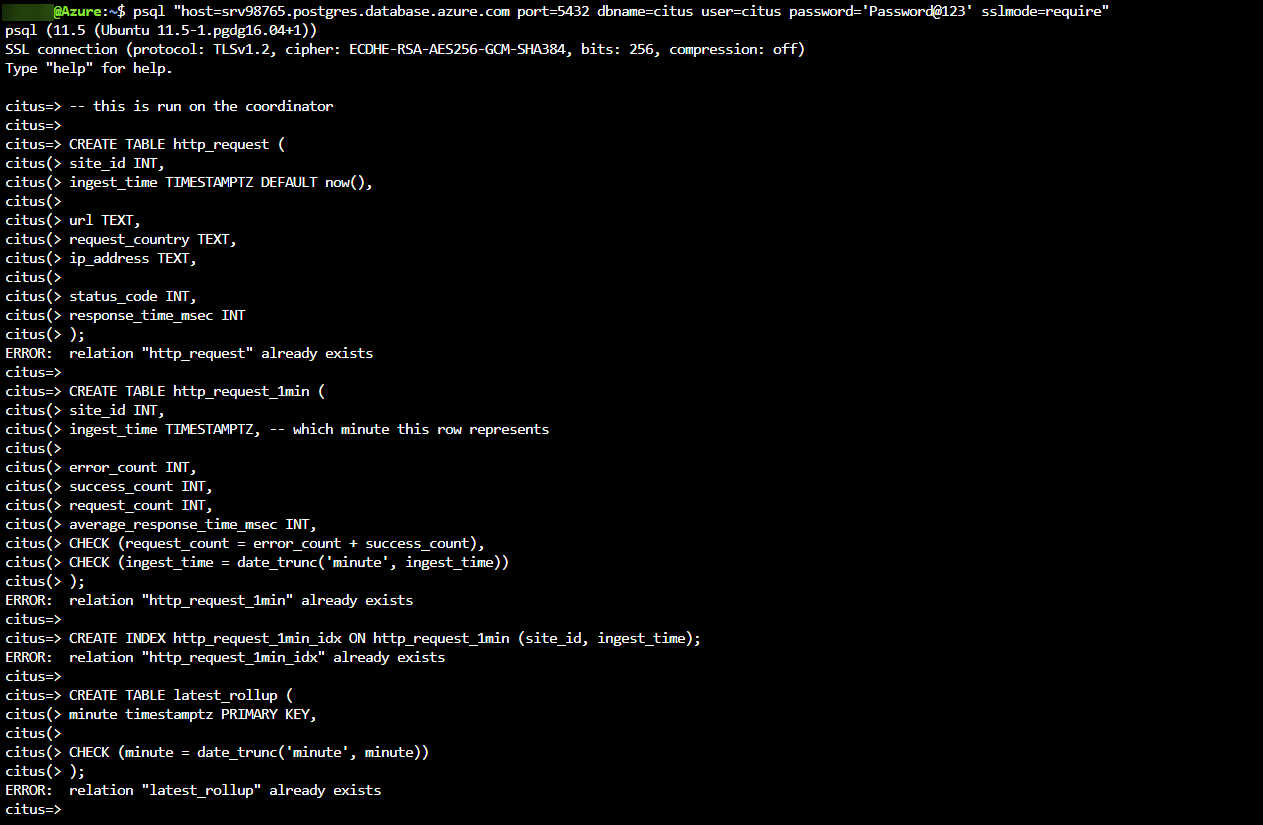 @Azure:~$ psql "host=srv98765.postgres.database.azure.com port=5432 dbname=citus user=citus password='Password@123' sslmode=require"
psql (11.5 (Ubuntu 11.5-1.pgdg16.04+1))
SSL connection (protocol: TLSv1.2, cipher: ECDHE-RSA-AES256-GCM-SHA384, bits: 256, compression: off)
Type "help" for help.
citus=> -- this is run on the coordinator
citus=>
citus=> CREATE TABLE http_request (
citus(> site_id INT,
citus(> ingest_time TIMESTAMPTZ DEFAULT now(),
citus(>
citus(> url TEXT,
citus(> request_country TEXT,
citus(> ip_address TEXT,
citus(>
citus(> status_code INT,
citus(> response_time_msec INT
citus(> );
ERROR:  relation "http_request" already exists
citus=>
citus=> CREATE TABLE http_request_1min (
citus(> site_id INT,
citus(> ingest_time TIMESTAMPTZ, -- which minute this row represents
citus(>
citus(> error_count INT,
citus(> success_count INT,
citus(> request_count INT,
citus(> average_response_time_msec INT,
citus(> CHECK (request_count = error_count + success_count),
citus(> CHECK (ingest_time = date_trunc('minute', ingest_time))
citus(> );
ERROR:  relation "http_request_1min" already exists
citus=>
citus=> CREATE INDEX http_request_1min_idx ON http_request_1min (site_id, ingest_time);
ERROR:  relation "http_request_1min_idx" already exists
citus=>
citus=> CREATE TABLE latest_rollup (
citus(> minute timestamptz PRIMARY KEY,
citus(>
citus(> CHECK (minute = date_trunc('minute', minute))
citus(> );
ERROR:  relation "latest_rollup" already exists
citus=>